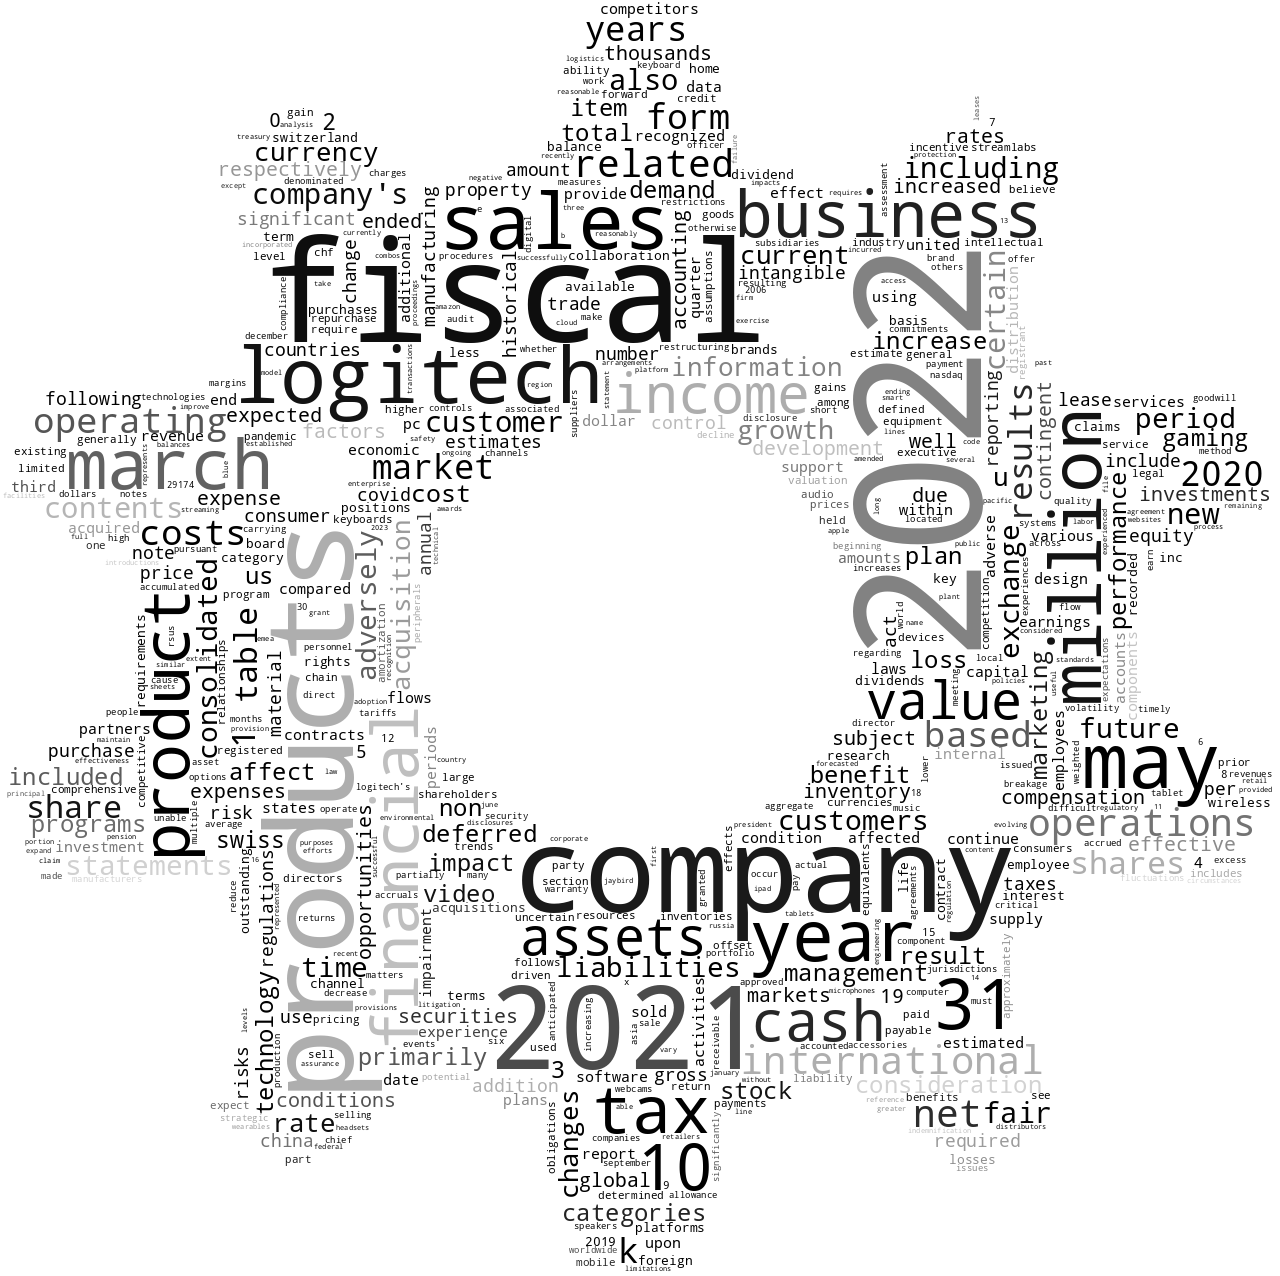 competitors
years
logistics
thousands
ability
keyboard
home
work
also
data
reasonable
forward
credit
gain
item
form
0
analysis
2
treasury
switzerland
total
recognized
officer
failure
leases
7
rates
incentive
streamlabs
currency
balance
recently
related
protection
including
respectively
charges
amount
dividend
except
denominated
company's
negative
measures
property
provide
demand
impacts
effect
requires
assessment
increased
believe
significant
ended
manufacturing
e
three
sales
restrictions
goods
otherwise
business
13
term
incorporated
currently
level
chf
combos
change
additional
procedures
digital
b
reasonably
successfully
collaboration
accounting
subsidiaries
industry
incurred
united
intellectual
current
brand
others
offer
fiscal
take
compliance
purchases
repurchase
require
proceedings
amazon
audit
historical
available
trade
cloud
make
quarter
assumptions
resulting
intangible
2006
firm
exercise
access
using
certain
distribution
registrant
december
countries
less
whether
number
restructuring
brands
basis
commitments
increase
estimate
general
past
logitech
model
transactions
region
arrangements
platform
statement
information
payment
nasdaq
margins
following
technologies
end
improve
expected
higher
controls
associated
suppliers
income
gains
among
short
ending
smart
defined
equipment
lines
reporting
results
contingent
lease
services
goodwill
operating
generally
revenue
pandemic
established
factors
pc
customer
dollar
control
decline
disclosure
growth
well
executive
code
claims
period
existing
limited
balances
represents
blue
economic
safety
estimates
ongoing
channels
development
amended
several
service
method
gaming
march
third
facilities
dollars
notes
29174
streaming
enterprise
market
support
valuation
u
include
legal
2020
contents
expense
covid
cost
audio
prices
long
due
within
located
pacific
million
quality
file
investments
remaining
acquired
full
high
one
costs
consumer
carrying
positions
keyboards
2023
awards
annual
technical
held
apple
2022
public
adverse
exchange
systems
labor
experienced
performance
agreement
websites
new
process
various
across
note
pursuant
board
category
introductions
price
accumulated
consolidated
us
program
compared
adversely
acquisition
beginning
amounts
increases
plan
key
plant
competition
experiences
design
equity
earn
inc
product
rsus
requirements
similar
extent
cause
sheets
relationships
30
grant
table
emea
products
personnel
rights
chain
direct
material
amortization
recognition
peripherals
act
world
name
devices
regarding
laws
loss
local
capital
policies
flow
earnings
considered
standards
expectations
recorded
accounts
components
people
partners
maintain
purchase
effectiveness
months
provision
1
registered
contracts
adoption
tariffs
flows
12
5
law
value
dividends
meeting
useful
volatility
timely
marketing
included
principal
comprehensive
competitive
asset
options
affect
expenses
financial
periods
country
large
logitech's
director
subject
research
forecasted
based
internal
lower
issued
employees
weighted
future
may
6
prior
8
revenues
retail
provided
share
unable
multiple
risk
average
states
operate
environmental
shareholders
non
june
security
disclosures
benefit
inventory
18
currencies
breakage
compensation
tablet
per
wireless
programs
portion
expand
pension
investment
swiss
purposes
efforts
opportunities
successful
deferred
trends
corporate
aggregate
music
president
customers
condition
affected
continue
difficult
regulatory
11
evolving
operations
claim
made
statements
manufacturers
16
outstanding
reduce
directors
regulations
represented
partially
impact
many
accruals
video
company
party
section
warranty
jaybird
first
effects
granted
occur
ipad
pay
actual
equivalents
life
agreements
contract
regulation
content
consumers
accrued
effective
employee
shares
4
excess
includes
fluctuations
circumstances
returns
acquisitions
uncertain
resources
inventories
russia
tablets
taxes
interest
critical
supply
recent
time
channel
matters
decrease
impairment
assets
offset
portfolio
year
engineering
15
component
result
approximately
follows
driven
liabilities
x
approved
management
jurisdictions
14
technology
levels
provisions
litigation
terms
anticipated
2021
increasing
sold
sale
asia
vary
activities
receivable
markets
microphones
19
computer
31
must
use
pricing
securities
experience
events
six
used
cash
paid
payable
accounted
accessories
estimated
risks
production
sell
assurance
primarily
date
potential
3
software
gross
january
without
international
liability
consideration
expect
strategic
wearables
conditions
addition
plans
webcams
return
stock
payments
line
reference
greater
benefits
see
rate
selling
headsets
changes
tax
able
net
fair
distributors
china
federal
chief
obligations
companies
retailers
significantly
indemnification
required
part
report
september
10
losses
issues
global
9
determined
allowance
categories
speakers
platforms
2019
worldwide
k
upon
mobile
foreign
limitations